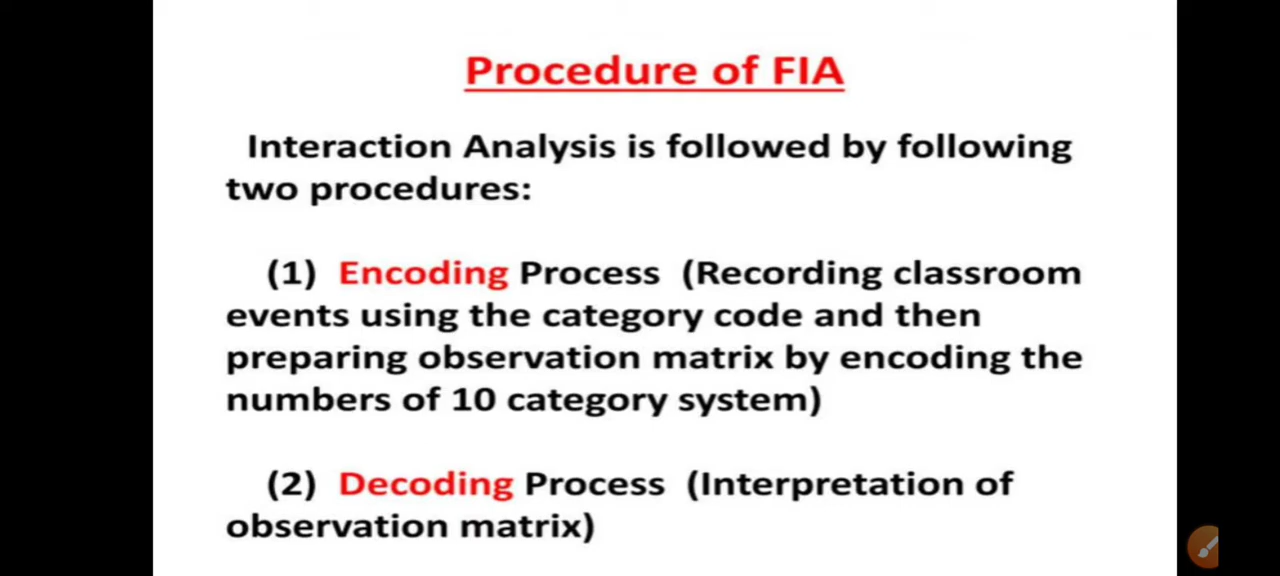 Procedure of FIA
Interaction Analysis is followed by following
two procedures:
(1) Encoding Process (Recording classroom
events using the category code and then
preparing observation matrix by encoding the
numbers of 10 category system)
(2) Decoding Process (Interpretation of
observation matrix)